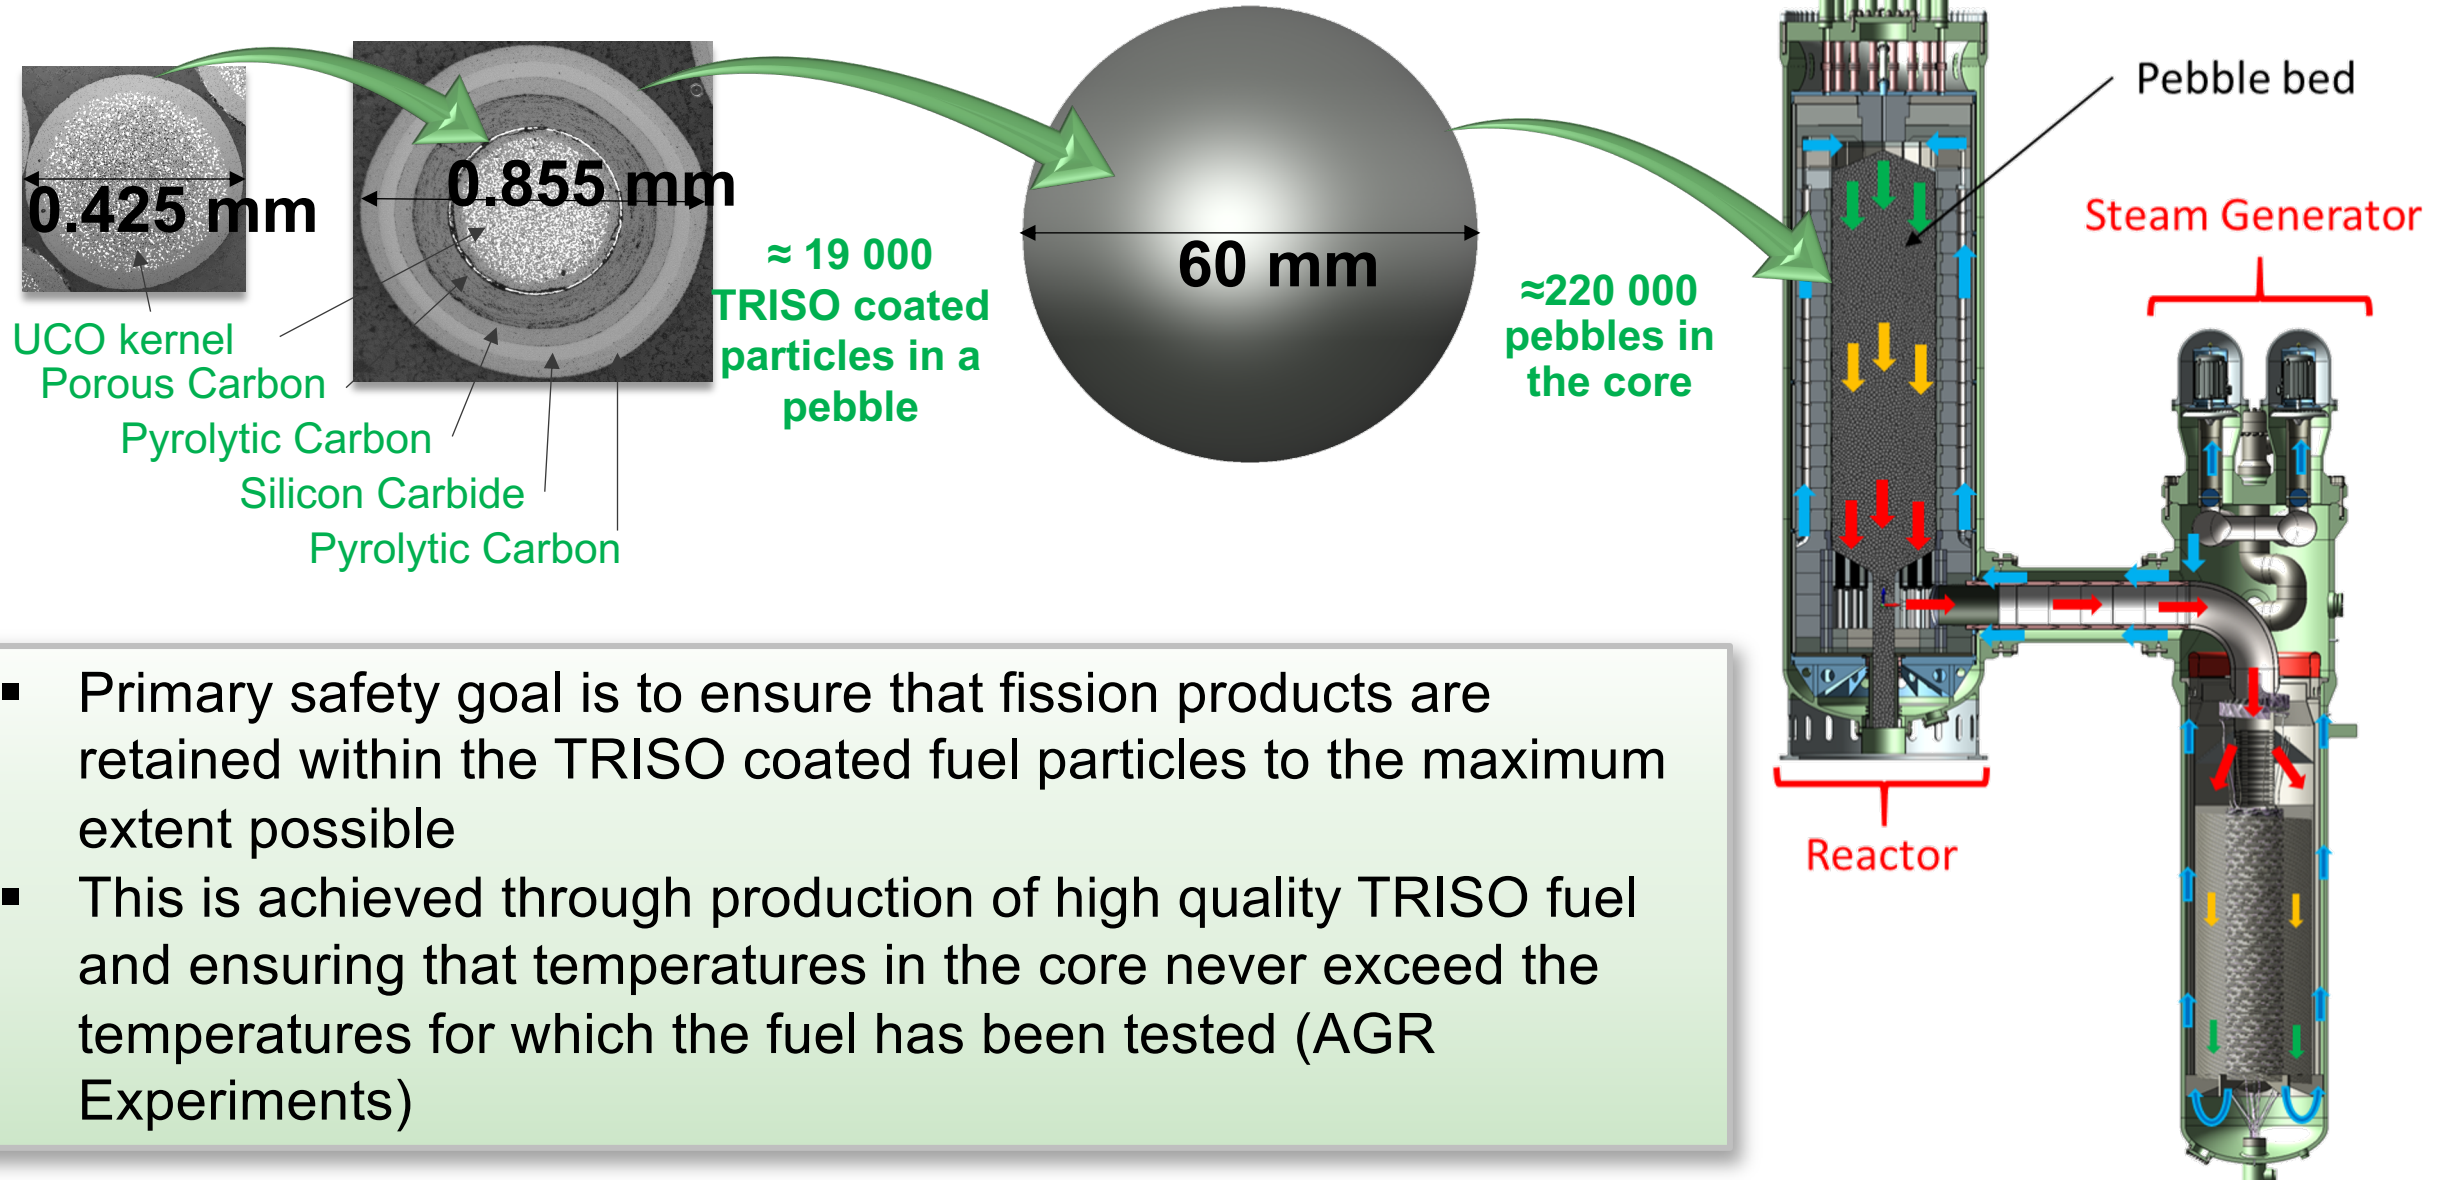 0.425 mm
0.855 mm
60 mm
UCO kernel
Porous Carbon
Pyrolytic Carbon
Silicon Carbide
Pyrolytic Carbon
≈ 19 000
TRISO coated
particles in a
pebble
≈220 000
pebbles in
the core
Pebble bed
Steam Generator
Reactor
▪ Primary safety goal is to ensure that fission products are
retained within the TRISO coated fuel particles to the maximum
extent possible
▪ This is achieved through production of high quality TRISO fuel
and ensuring that temperatures in the core never exceed the
temperatures for which the fuel has been tested (AGR
Experiments)